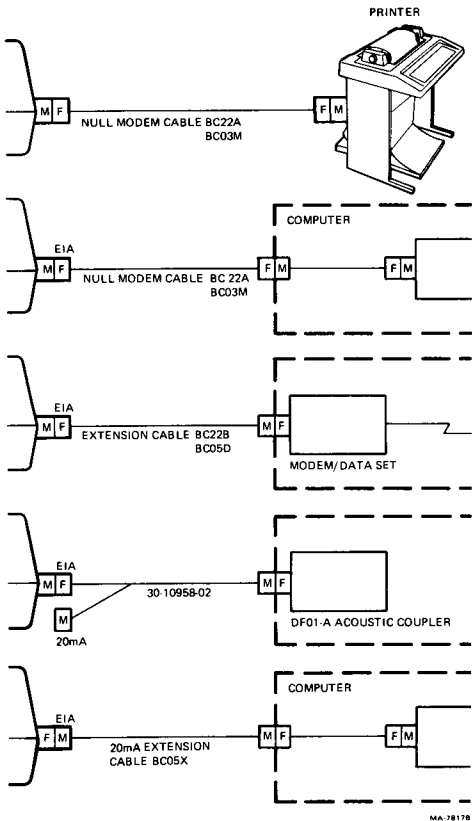 PRINTER
M F
F M
NULL MODEM CABLE BC22A
BC03M
COMPUTER
EIA
M F
F M
F M
NULL MODEM CABLE BC 22A
BC03M
EIA
M F
M F
EXTENSION CABLE BC22B
BC05D
MODEM/DATA SET
EIA
M F
M F
30-10958-02
M
20mA
DF01-A ACOUSTIC COUPLER
COMPUTER
EIA
F M
M F
F M
20mA EXTENSION
CABLE BC05X
MA-7817B